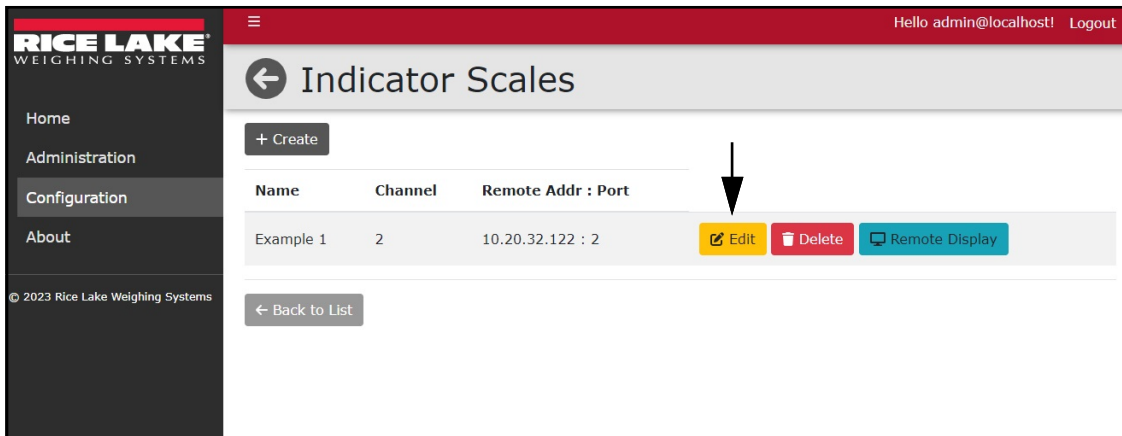 RICE LAKE
WEIGHING SYSTEMS
Hello admin@localhost! Logout
Indicator Scales
Home
Administration
Configuration
About
© 2023 Rice Lake Weighing Systems
+ Create
Name Channel Remote Addr : Port
Example 1 2 10.20.32.122 : 2 Edit Delete Remote Display
← Back to List